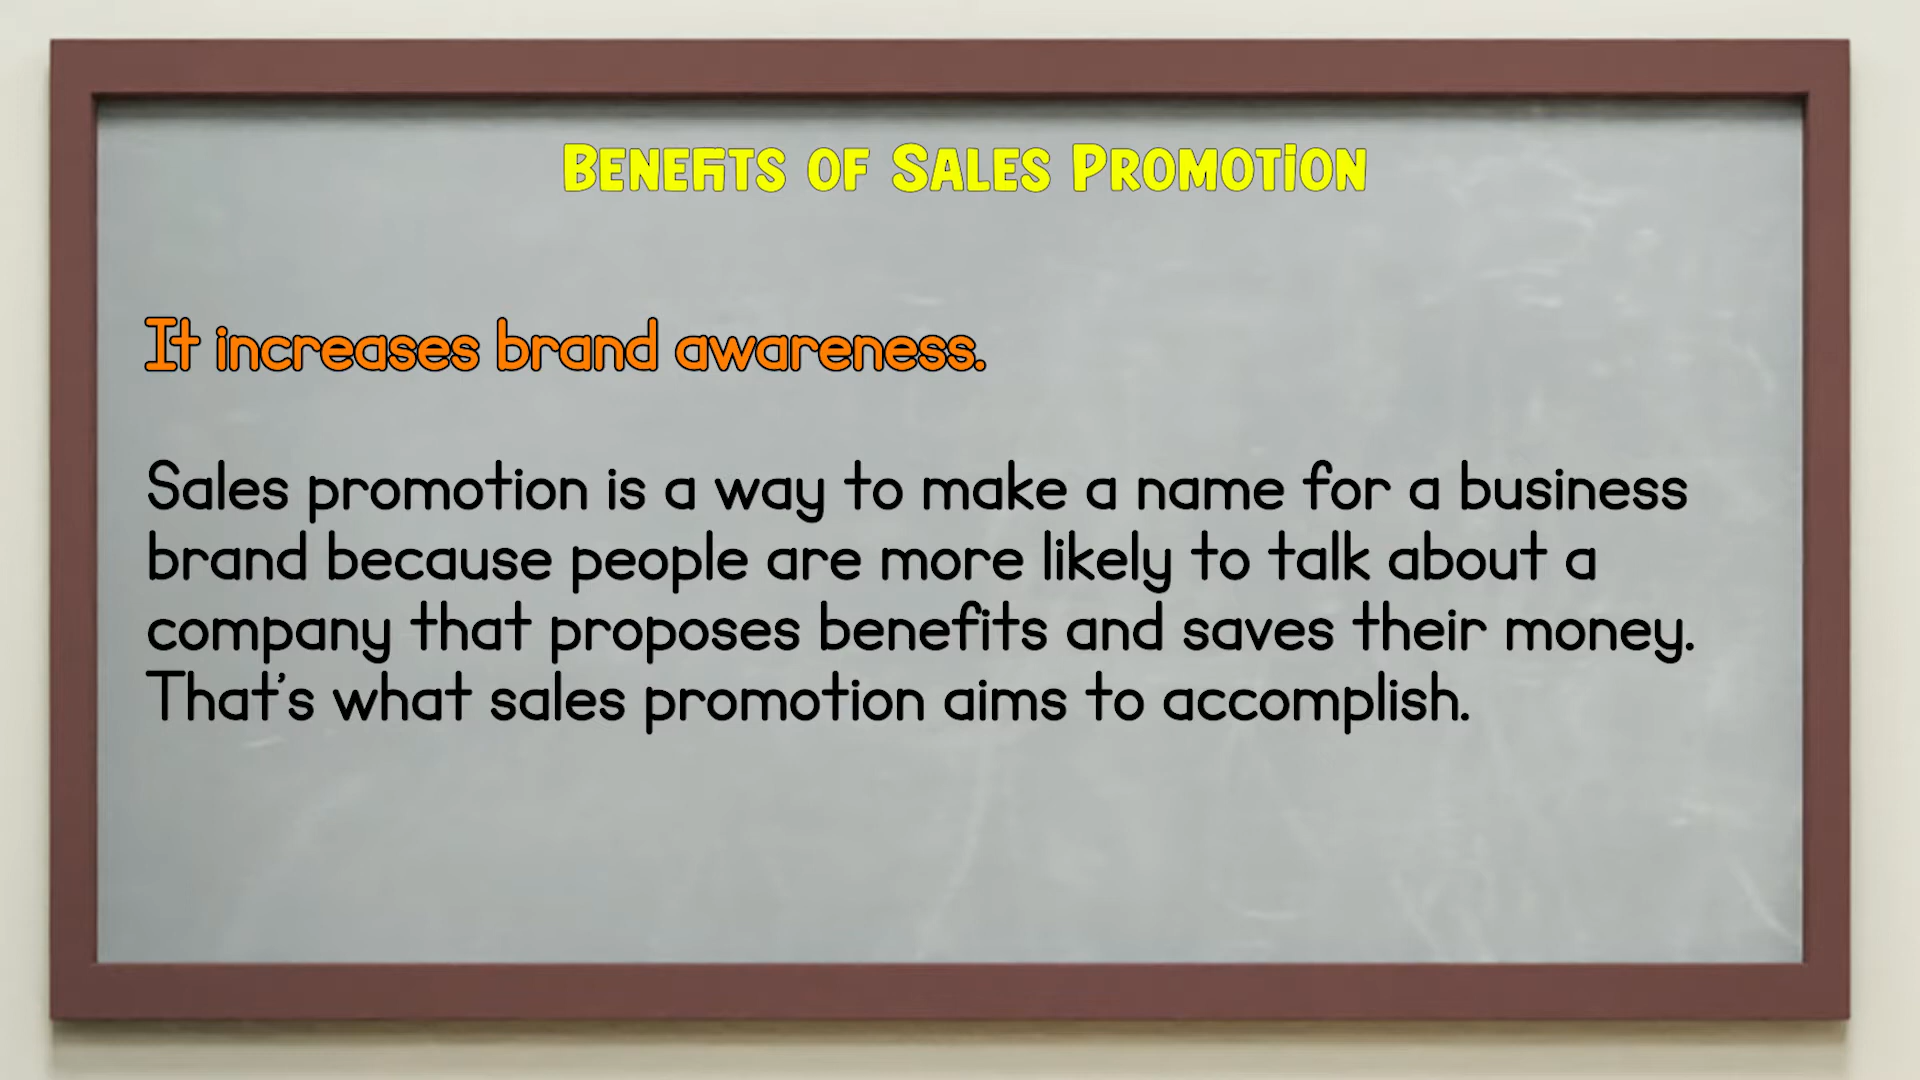 Benefits of Sales Promotion
It increases brand awareness.
Sales promotion is a way to make a name for a business
brand because people are more likely to talk about a
company that proposes benefits and saves their money.
That's what sales promotion aims to accomplish.